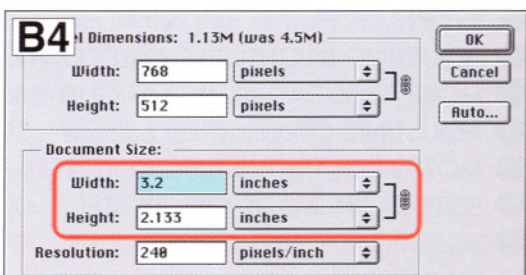 B4
el Dimensions: 1.13M (was 4.5M)
OK
Width: 768 pixels
Cancel
Height: 512 pixels
Auto...
Document Size:
Width: 3.2 inches
Height: 2.133 inches
Resolution: 240 pixels/inch